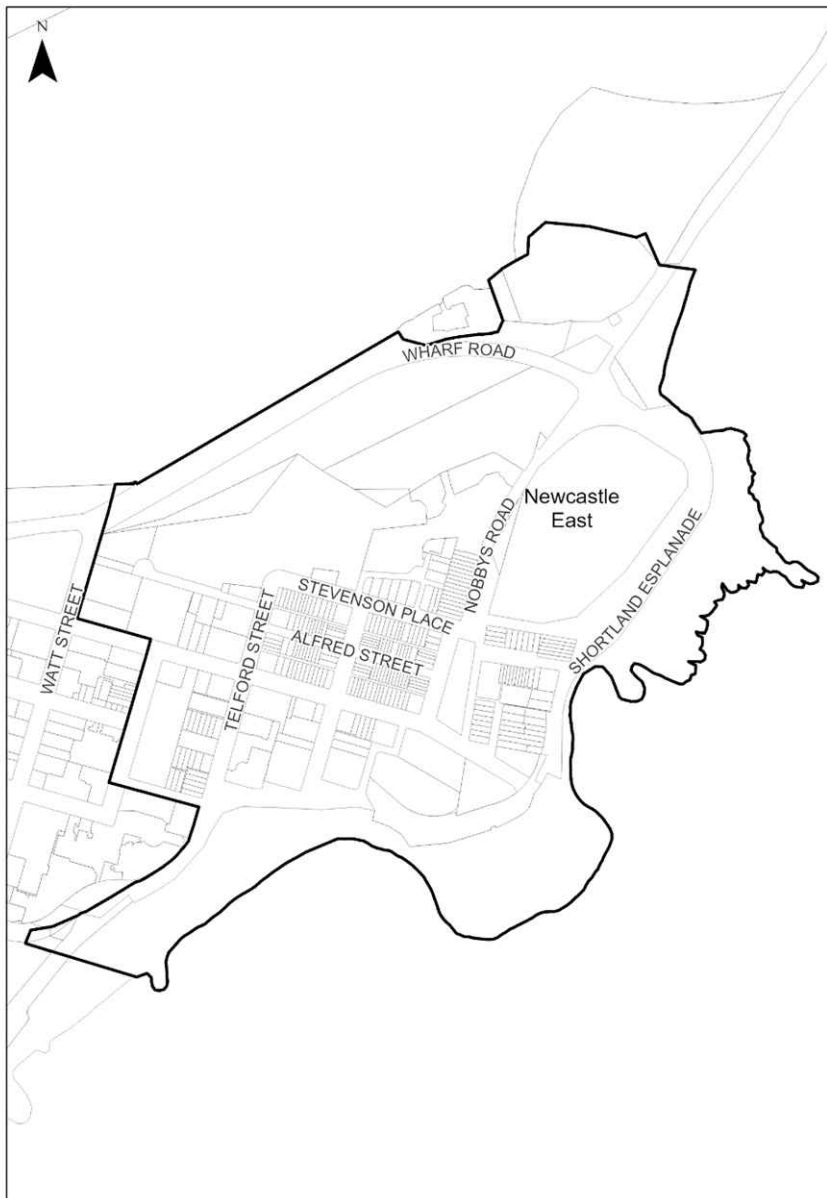 N
WHARF ROAD
Newcastle
East
NOBBYS ROAD
SHORTLAND ESPLANADE
STEVENSON PLACE
WATT STREET
TELFORD STREET
ALFRED STREET